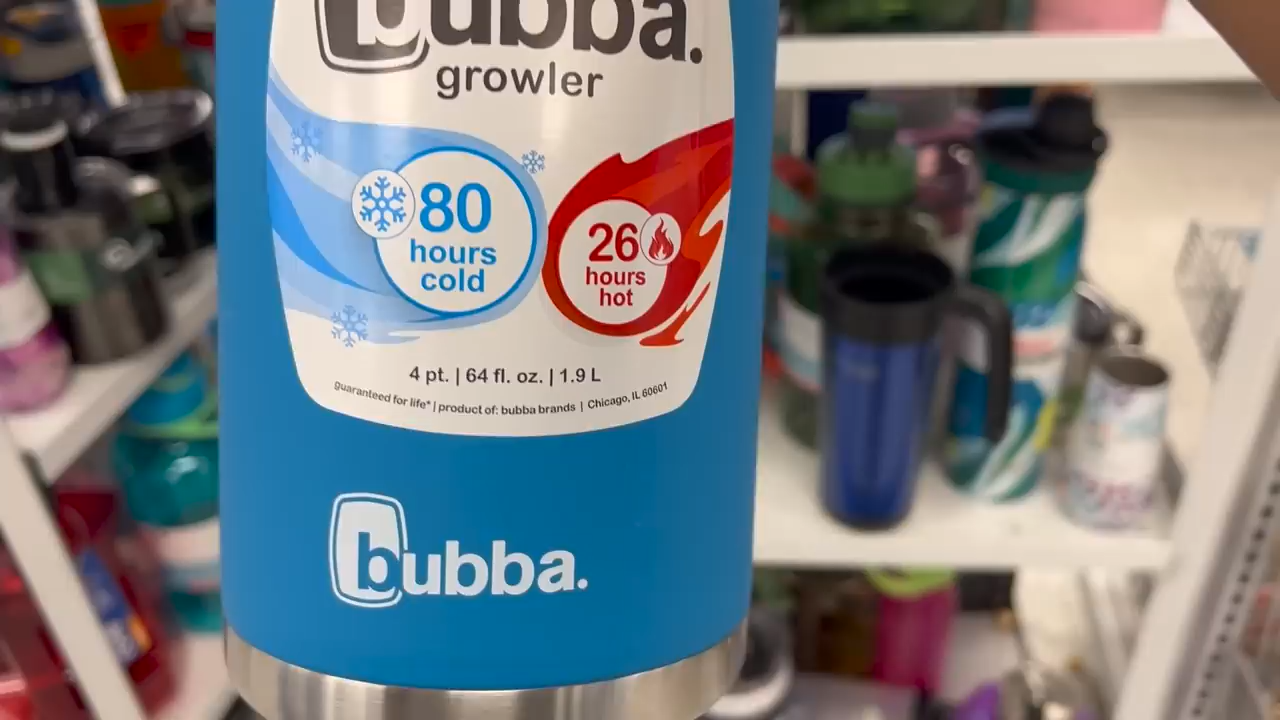 bubba.
growler
80
hours
cold
26
hours
hot
4 pt. | 64 fl. oz. | 1.9 L
guaranteed for life* | product of: bubba brands | Chicago, IL 60601
bubba.